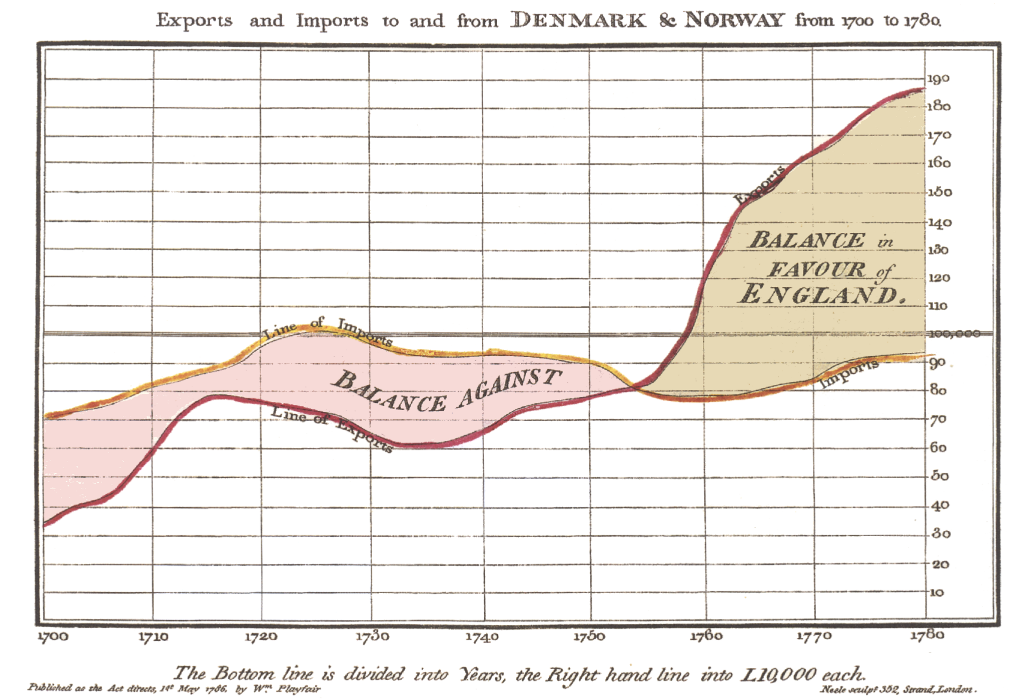 Exports and Imports to and from DENMARK & NORWAY from 1700 to 1780.
190
180
170
160
Exports
150
140
BALANCE in
130
FAVOUR of
120
ENGLAND.
110
Line of Imports
100,000
90
Imports
BALANCE AGAINST
80
Line of Exports
70
60
50
40
30
20
10
1700 1710 1720 1730 1740 1750 1760 1770 1780
The Bottom line is divided into Years, the Right hand line into L10,000 each.
Published as the Act directs, 1st May 1786, by Wm. Playfair
Neele sculpt 352, Strand, London.